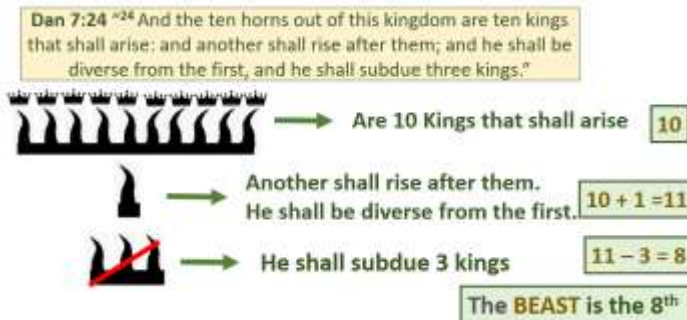 Dan 7:24 "24 And the ten horns out of this kingdom are ten kings
that shall arise: and another shall rise after them; and he shall be
diverse from the first, and he shall subdue three kings."
Are 10 Kings that shall arise
10
Another shall rise after them.
He shall be diverse from the first.
10 + 1 =11
He shall subdue 3 kings
11 – 3 = 8
The BEAST is the 8th